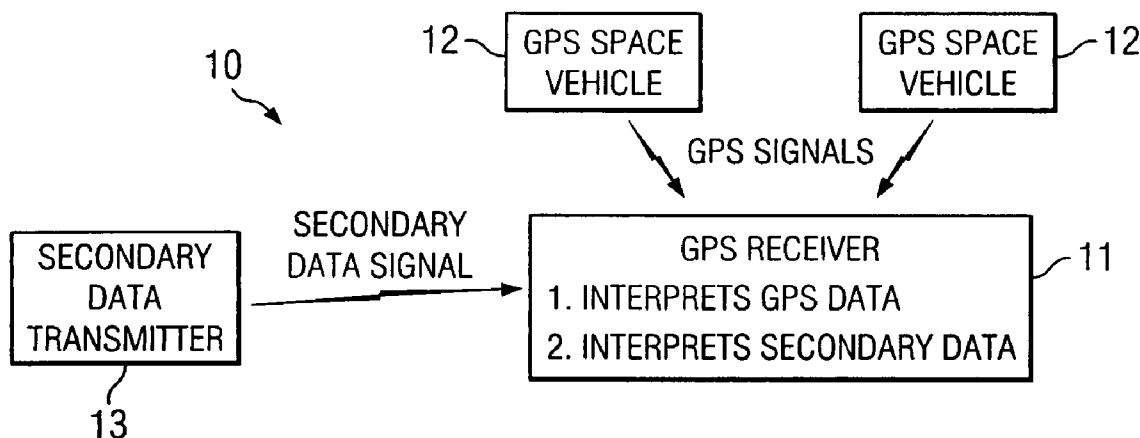 12
GPS SPACE
VEHICLE
GPS SPACE
VEHICLE
12
10
GPS SIGNALS
SECONDARY
DATA
TRANSMITTER
13
SECONDARY
DATA SIGNAL
GPS RECEIVER
1. INTERPRETS GPS DATA
2. INTERPRETS SECONDARY DATA
11